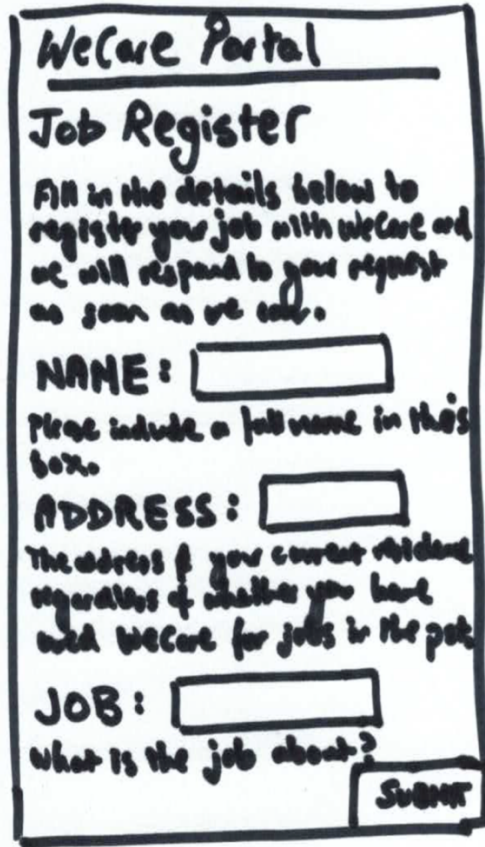 WeCare Portal
Job Register
Fill in the details below to
register your job with WeCare and
we will respond to your request
as soon as we can.
NAME:
Please include a full name in this
box.
ADDRESS:
The address of your current residence
regardless of whether you have
used WeCare for jobs in the past
JOB:
What is the job about?
SUBMIT